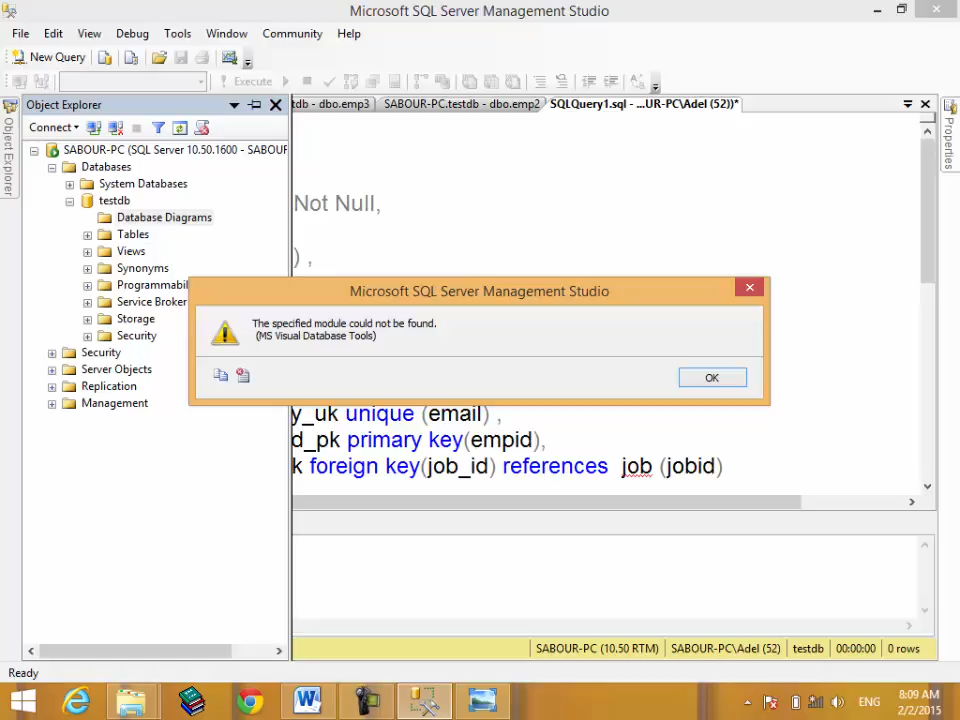 Microsoft SQL Server Management Studio
File Edit View Debug Tools Window Community Help
New Query
Execute
Object Explorer
tdb - dbo.emp3 SABOUR-PC.testdb - dbo.emp2 SQLQuery1.sql - ...UR-PC\Adel (52))*
Connect
Object Explorer
Properties
SABOUR-PC (SQL Server 10.50.1600 - SABOUR
Databases
System Databases
testdb
Database Diagrams
Not Null,
Tables
Views
) ,
Synonyms
Programmabil
Service Broker
Storage
Security
Security
Server Objects
Replication
Management
Microsoft SQL Server Management Studio
The specified module could not be found.
(MS Visual Database Tools)
OK
y_uk unique (email) ,
d_pk primary key(empid),
k foreign key(job_id) references job (jobid)
SABOUR-PC (10.50 RTM) SABOUR-PC\Adel (52) testdb 00:00:00 0 rows
Ready
ENG
8:09 AM
2/2/2015